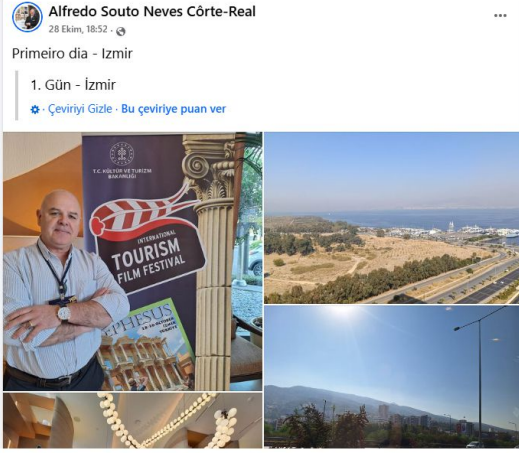 Alfredo Souto Neves Côrte-Real
28 Ekim, 18:52 ·
Primeiro dia - Izmir
1. Gün - İzmir
· Çeviriyi Gizle · Bu çeviriye puan ver
T.C. KÜLTÜR VE TURİZM
BAKANLIĞI
INTERNATIONAL
TOURISM
FILM FESTIVAL
EPHESUS